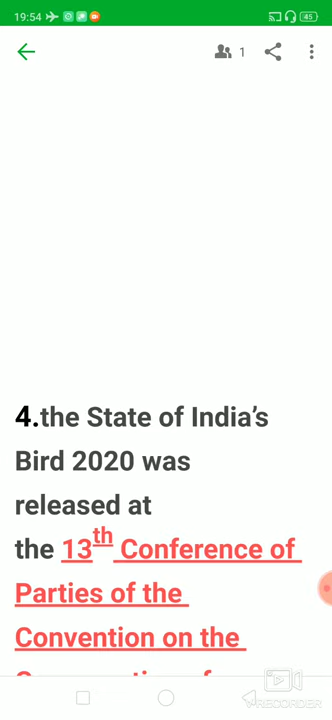 19:54 45
1
4.the State of India's
Bird 2020 was
released at
the 13th Conference of
Parties of the
Convention on the
RECORDER